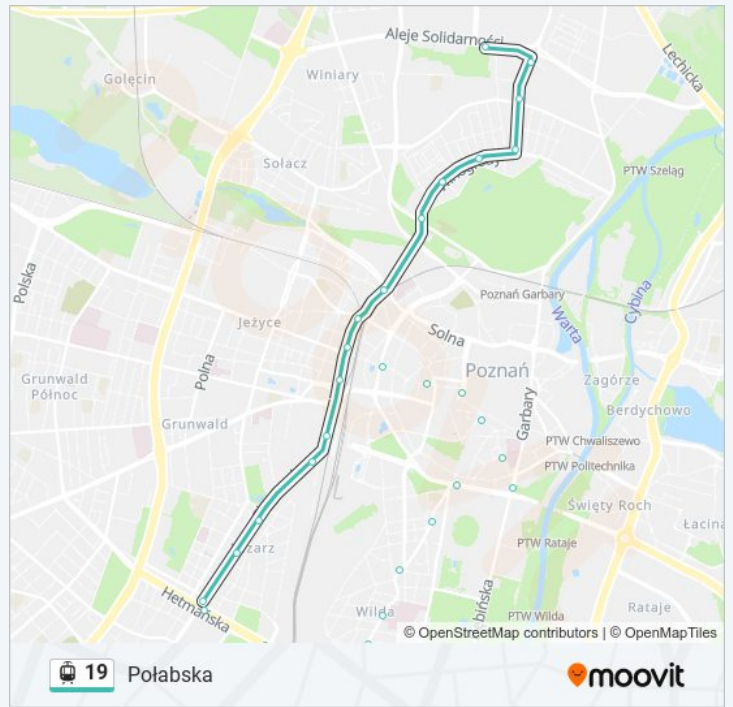 Aleje Solidarności
Lechicka
Winiary
Golęcin
Sołacz
PTW Szeląg
Polska
Poznań Garbary
Cybina
Warta
Jeżyce
Solna
Polna
Poznań
Grunwald
Północ
Zagórze
Garbary
Berdychowo
Grunwald
PTW Chwaliszewo
PTW Politechnika
Święty Roch
Łacina
PTW Rataje
Hetmańska
Wilda
PTW Wilda
Rataje
© OpenStreetMap contributors | © OpenMapTiles
19 Połabska
moovit